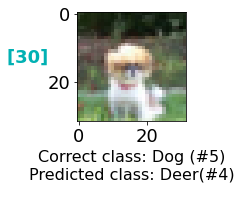 0
[30]
20
0 20
Correct class: Dog (#5)
Predicted class: Deer(#4)